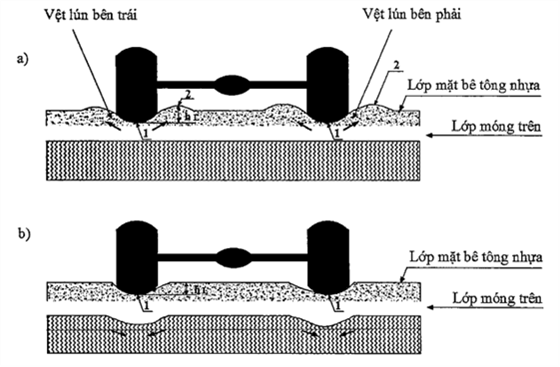 Vệt lún bên trái
Vệt lún bên phải
a)
2
2
Lớp mặt bê tông nhựa
h
1
1
Lớp móng trên
b)
Lớp mặt bê tông nhựa
h
1
1
Lớp móng trên